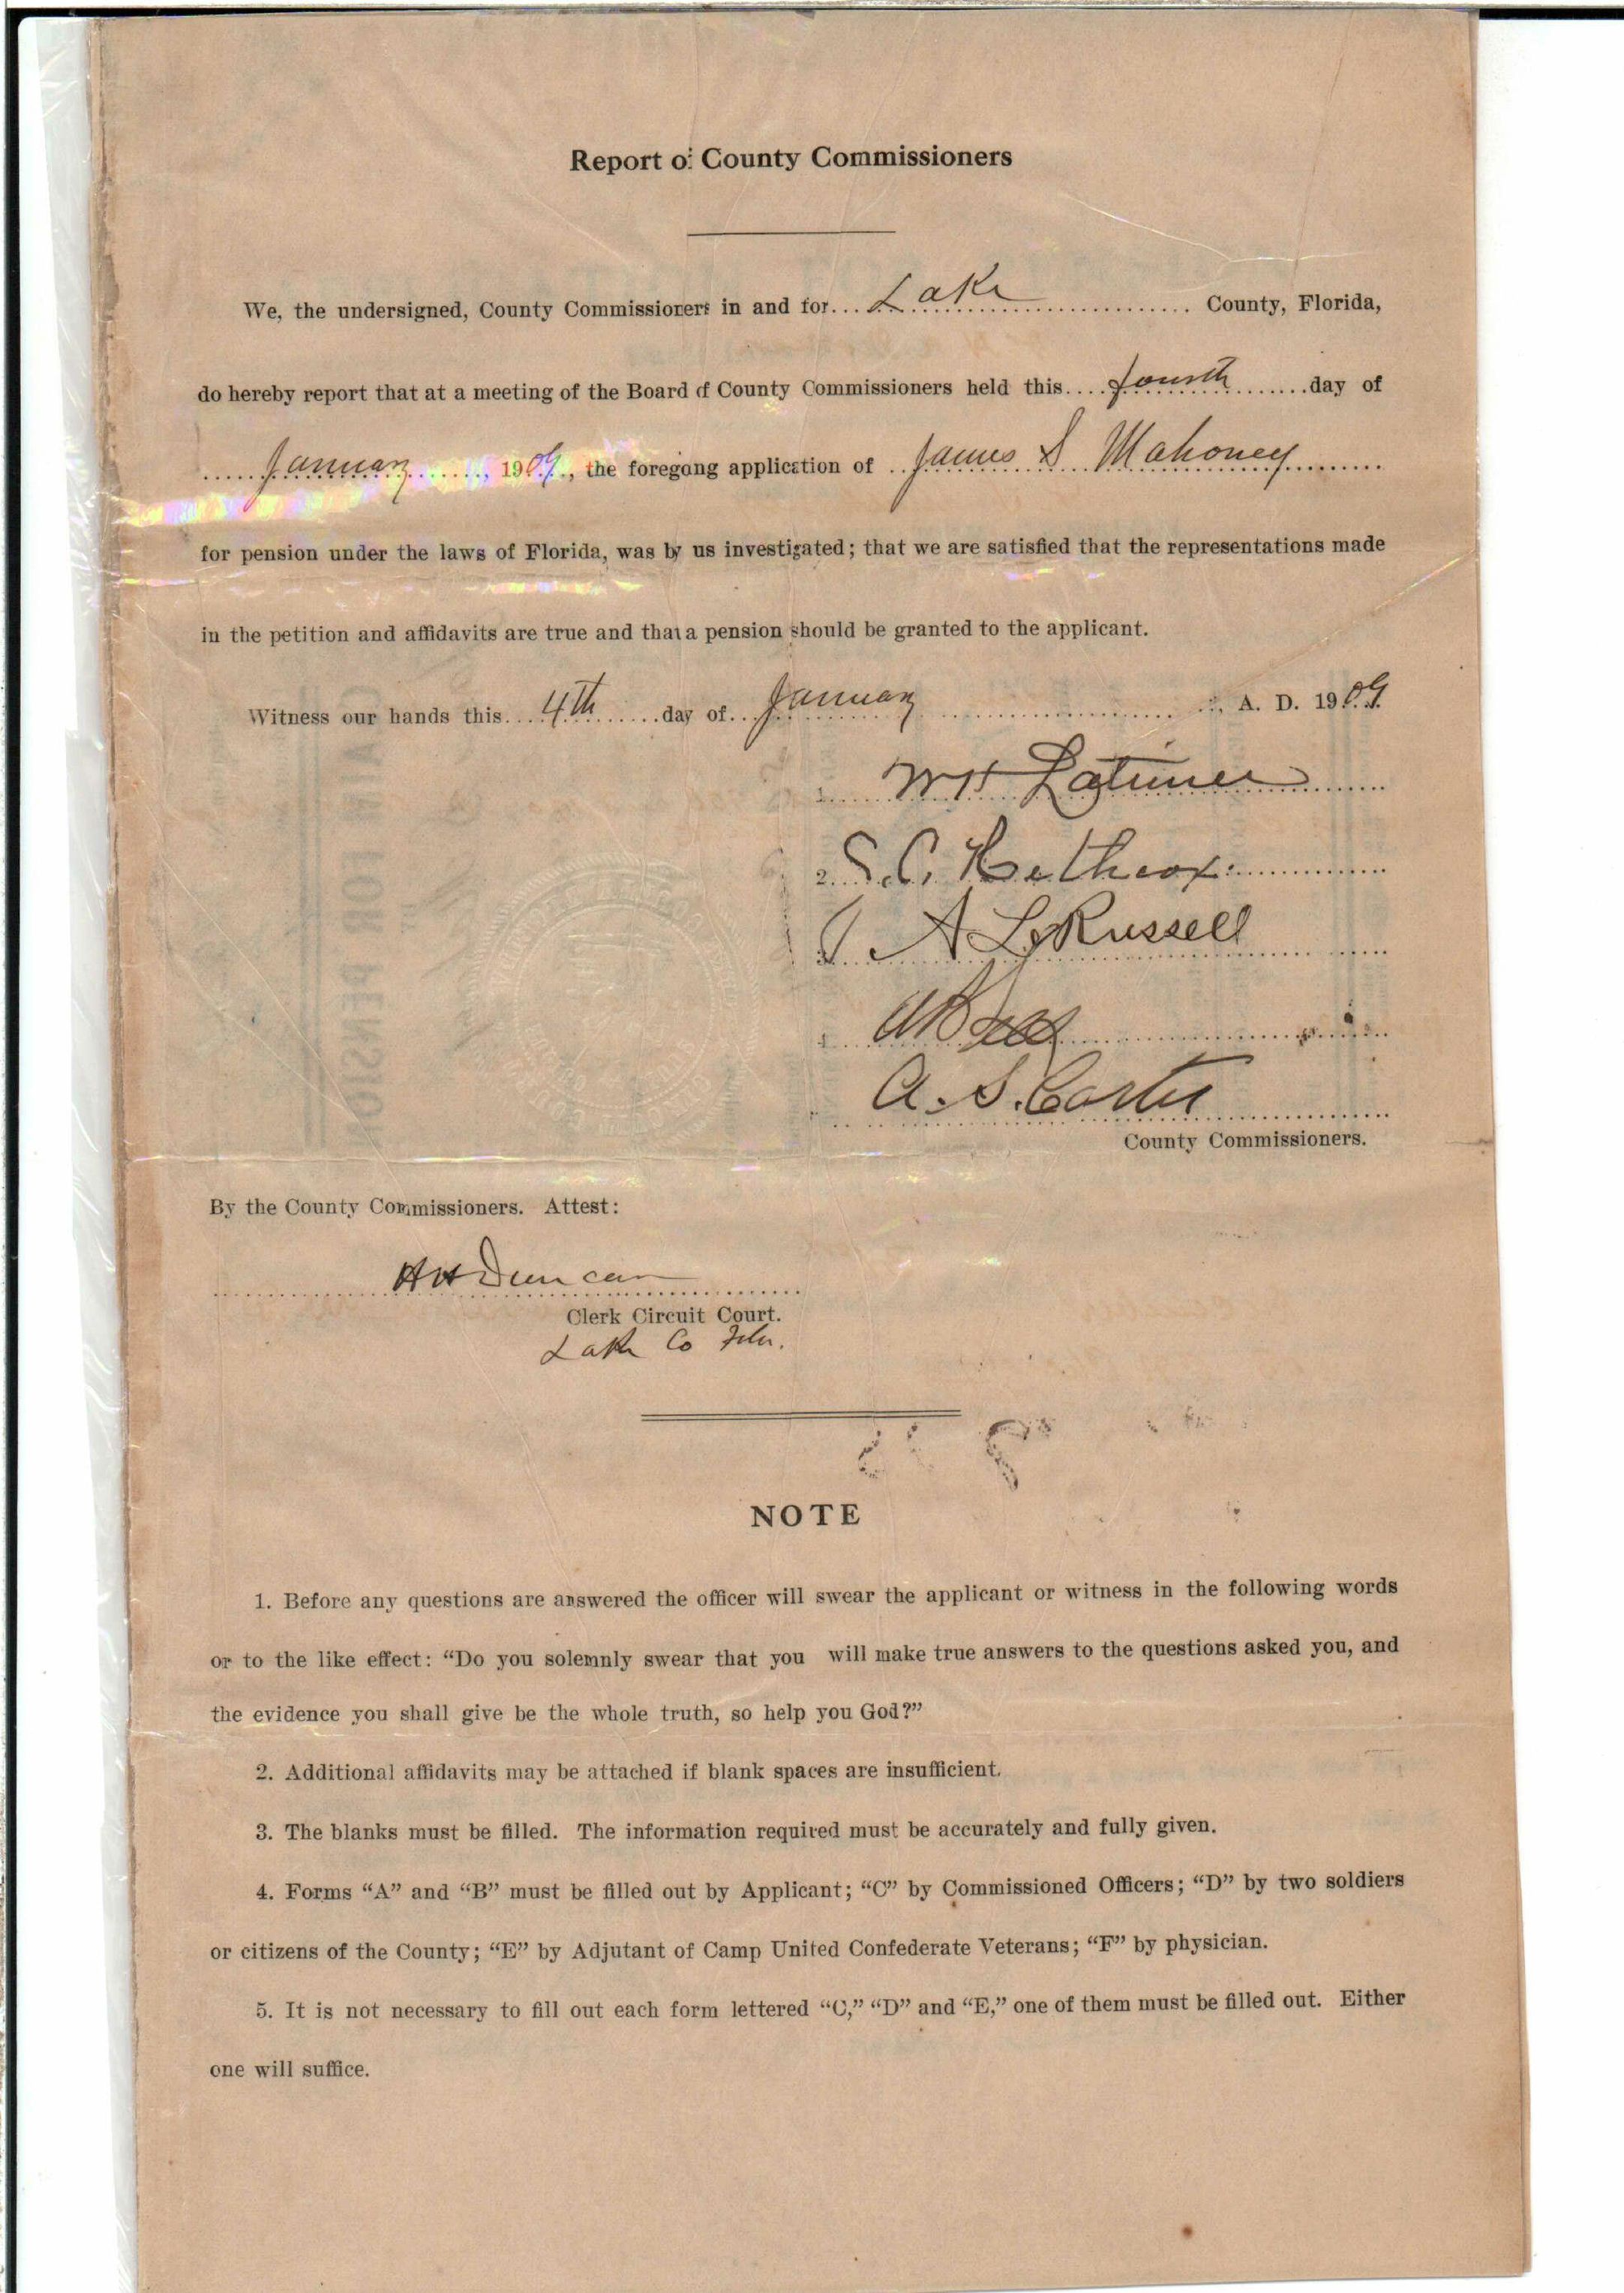 Report of County Commissioners
We, the undersigned, County Commissioners in and for... Lake ... County, Florida,
do hereby report that at a meeting of the Board of County Commissioners held this.... fourth .......day of
..... January ......., 1909., the foregoing application of .. James S Mahoney ........
for pension under the laws of Florida, was by us investigated; that we are satisfied that the representations made
in the petition and affidavits are true and that a pension should be granted to the applicant.
Witness our hands this... 4th ......day of... January ..., A. D. 1909.
1. WH Latimer
2. S. C. Hethcox
3. A L Russell
4.
A. S. Carter
County Commissioners.
By the County Commissioners. Attest:
HH Duncan
Clerk Circuit Court.
Lake Co Fla.
NOTE
1. Before any questions are answered the officer will swear the applicant or witness in the following words
or to the like effect: “Do you solemnly swear that you will make true answers to the questions asked you, and
the evidence you shall give be the whole truth, so help you God?”
2. Additional affidavits may be attached if blank spaces are insufficient.
3. The blanks must be filled. The information required must be accurately and fully given.
4. Forms “A” and “B” must be filled out by Applicant; “C” by Commissioned Officers; “D” by two soldiers
or citizens of the County; “E” by Adjutant of Camp United Confederate Veterans; “F” by physician.
5. It is not necessary to fill out each form lettered “C,” “D” and “E,” one of them must be filled out. Either
one will suffice.